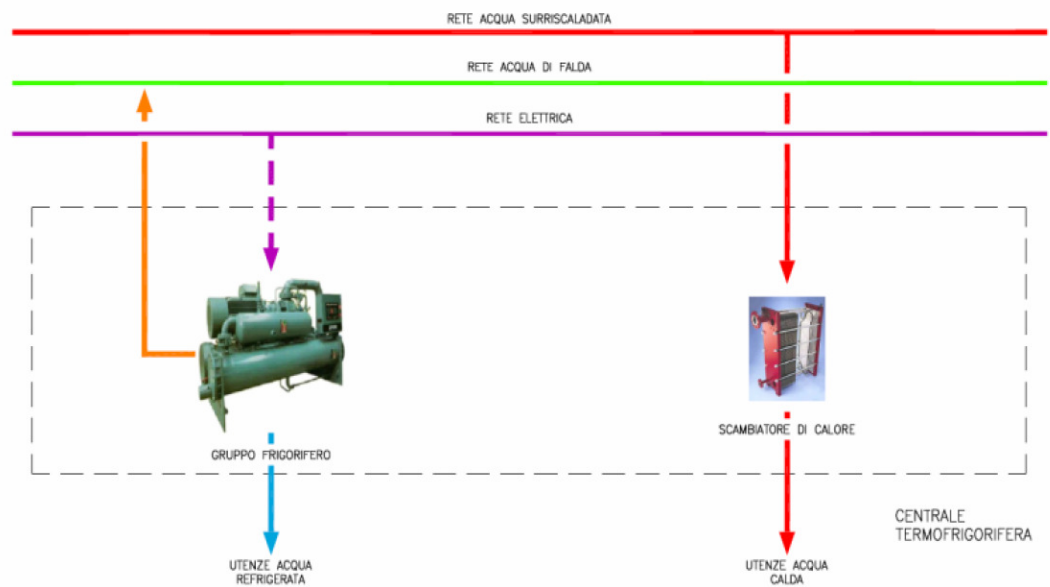 RETE ACQUA SURRISCALADATA
RETE ACQUA DI FALDA
RETE ELETTRICA
SCAMBIATORE DI CALORE
GRUPPO FRIGORIFERO
CENTRALE
TERMOFRIGORIFERA
UTENZE ACQUA
REFRIGERATA
UTENZE ACQUA
CALDA